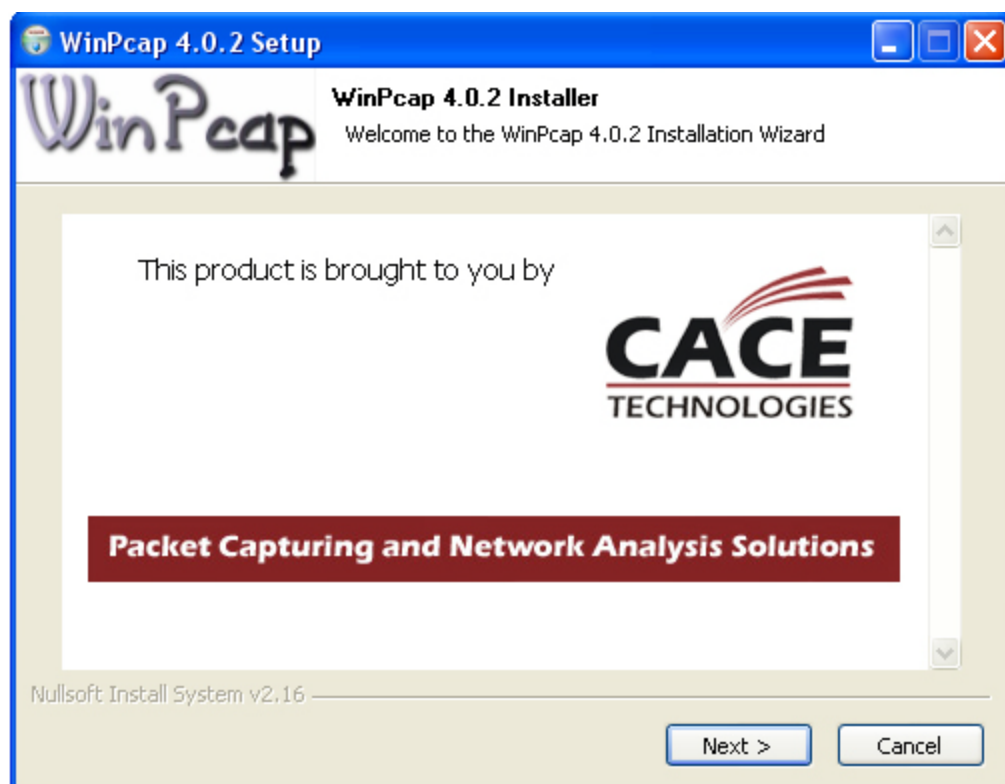 WinPcap 4.0.2 Setup
WinPcap
WinPcap 4.0.2 Installer
Welcome to the WinPcap 4.0.2 Installation Wizard
This product is brought to you by
CACE
TECHNOLOGIES
Packet Capturing and Network Analysis Solutions
Nullsoft Install System v2.16
Next >
Cancel